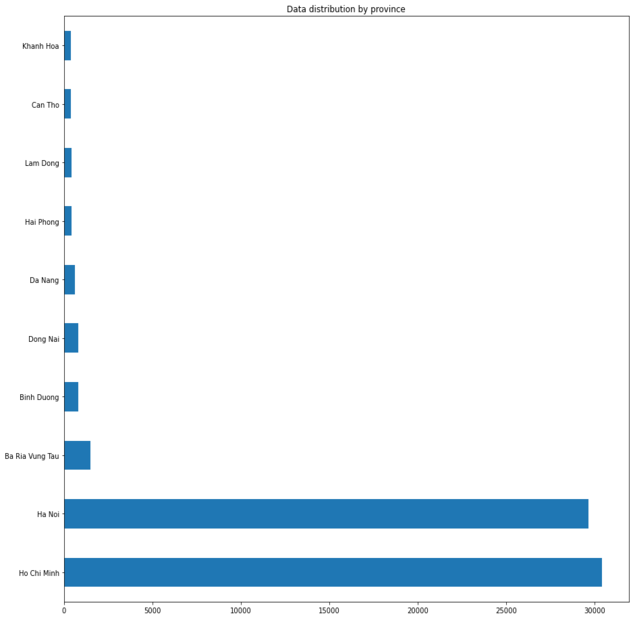 Data distribution by province
Khanh Hoa
Can Tho
Lam Dong
Hai Phong
Da Nang
Dong Nai
Binh Duong
Ba Ria Vung Tau
Ha Noi
Ho Chi Minh
0 5000 10000 15000 20000 25000 30000